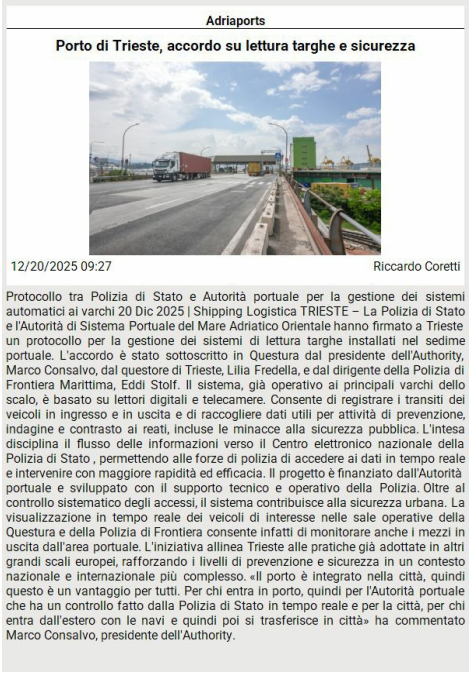 Adriaports
Porto di Trieste, accordo su lettura targhe e sicurezza
12/20/2025 09:27
Riccardo Coretti
Protocollo tra Polizia di Stato e Autorità portuale per la gestione dei sistemi
automatici ai varchi 20 Dic 2025 | Shipping Logistica TRIESTE – La Polizia di Stato
e l'Autorità di Sistema Portuale del Mare Adriatico Orientale hanno firmato a Trieste
un protocollo per la gestione dei sistemi di lettura targhe installati nel sedime
portuale. L'accordo è stato sottoscritto in Questura dal presidente dell'Authority,
Marco Consalvo, dal questore di Trieste, Lilia Fredella, e dal dirigente della Polizia di
Frontiera Marittima, Eddi Stolf. Il sistema, già operativo ai principali varchi dello
scalo, è basato su lettori digitali e telecamere. Consente di registrare i transiti dei
veicoli in ingresso e in uscita e di raccogliere dati utili per attività di prevenzione,
indagine e contrasto ai reati, incluse le minacce alla sicurezza pubblica. L'intesa
disciplina il flusso delle informazioni verso il Centro elettronico nazionale della
Polizia di Stato , permettendo alle forze di polizia di accedere ai dati in tempo reale
e intervenire con maggiore rapidità ed efficacia. Il progetto è finanziato dall'Autorità
portuale e sviluppato con il supporto tecnico e operativo della Polizia. Oltre al
controllo sistematico degli accessi, il sistema contribuisce alla sicurezza urbana. La
visualizzazione in tempo reale dei veicoli di interesse nelle sale operative della
Questura e della Polizia di Frontiera consente infatti di monitorare anche i mezzi in
uscita dall'area portuale. L'iniziativa allinea Trieste alle pratiche già adottate in altri
grandi scali europei, rafforzando i livelli di prevenzione e sicurezza in un contesto
nazionale e internazionale più complesso. «Il porto è integrato nella città, quindi
questo è un vantaggio per tutti. Per chi entra in porto, quindi per l'Autorità portuale
che ha un controllo fatto dalla Polizia di Stato in tempo reale e per la città, per chi
entra dall'estero con le navi e quindi poi si trasferisce in città» ha commentato
Marco Consalvo, presidente dell'Authority.